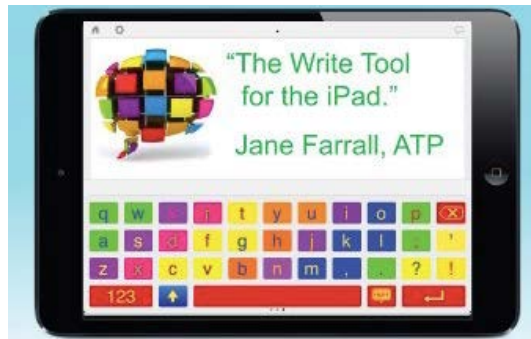 “The Write Tool
for the iPad.”
Jane Farrall, ATP
q w t y u i o p
a s d f g h j k l . '
z x c v b n m , . ? !
123